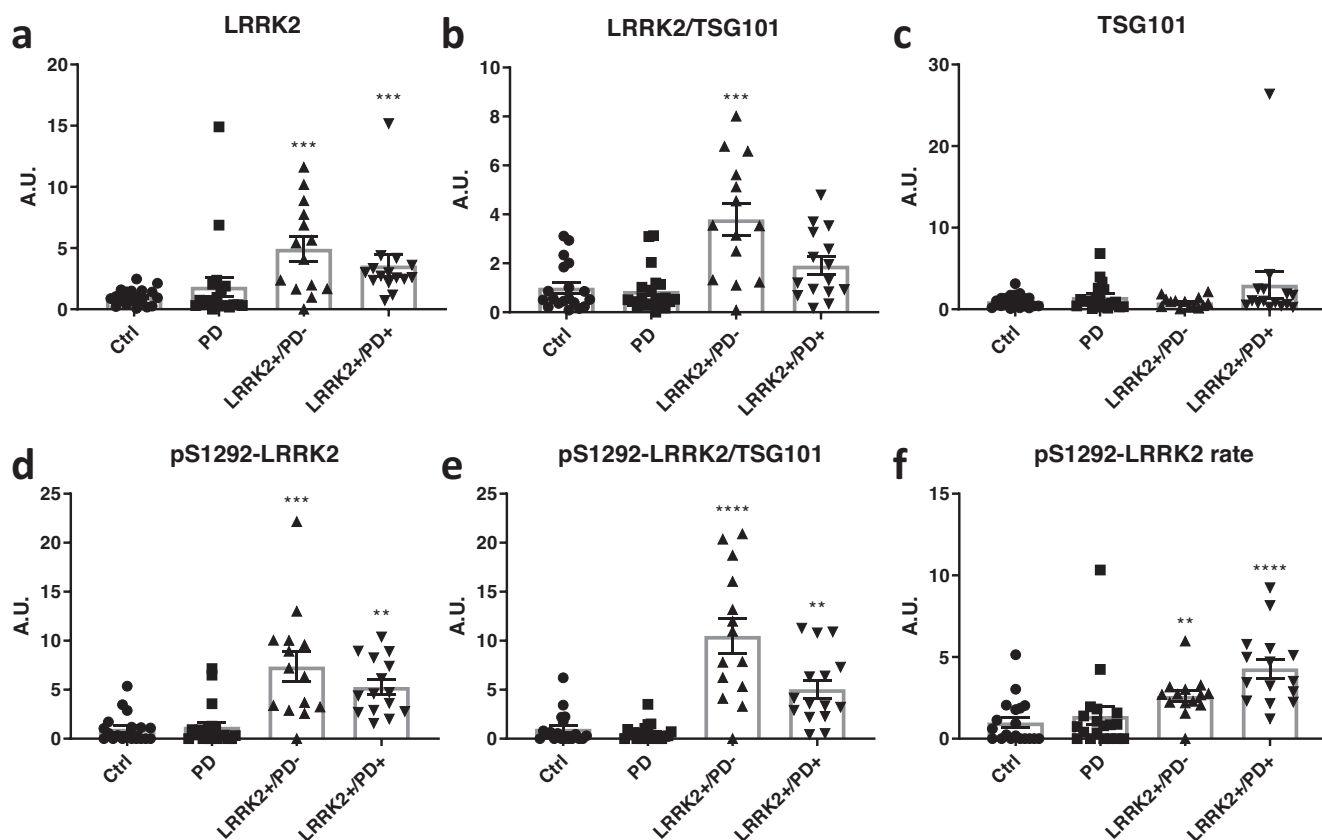 a
LRRK2
A.U.
20
15
10
5
0
***
***
Ctrl
PD
LRRK2+/PD-
LRRK2+/PD+
b
LRRK2/TSG101
A.U.
10
8
6
4
2
0
***
Ctrl
PD
LRRK2+/PD-
LRRK2+/PD+
c
TSG101
A.U.
30
20
10
0
Ctrl
PD
LRRK2+/PD-
LRRK2+/PD+
d
pS1292-LRRK2
A.U.
25
20
15
10
5
0
***
**
Ctrl
PD
LRRK2+/PD-
LRRK2+/PD+
e
pS1292-LRRK2/TSG101
A.U.
25
20
15
10
5
0
****
**
Ctrl
PD
LRRK2+/PD-
LRRK2+/PD+
f
pS1292-LRRK2 rate
A.U.
15
10
5
0
**
****
Ctrl
PD
LRRK2+/PD-
LRRK2+/PD+